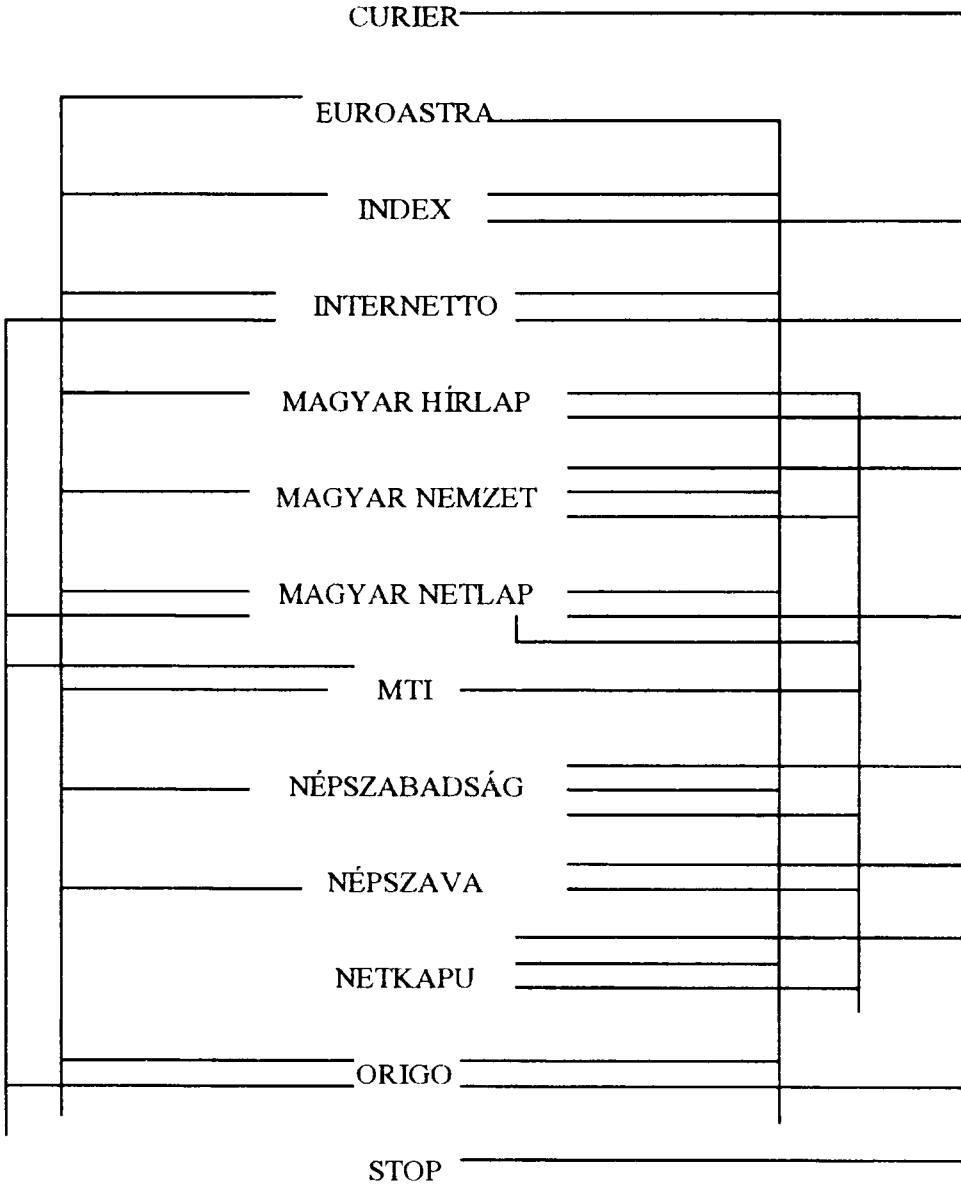 CURIER
EUROASTRA
INDEX
INTERNETTO
MAGYAR HÍRLAP
MAGYAR NEMZET
MAGYAR NETLAP
MTI
NÉPSZABADSÁG
NÉPSZAVA
NETKAPU
ORIGO
STOP